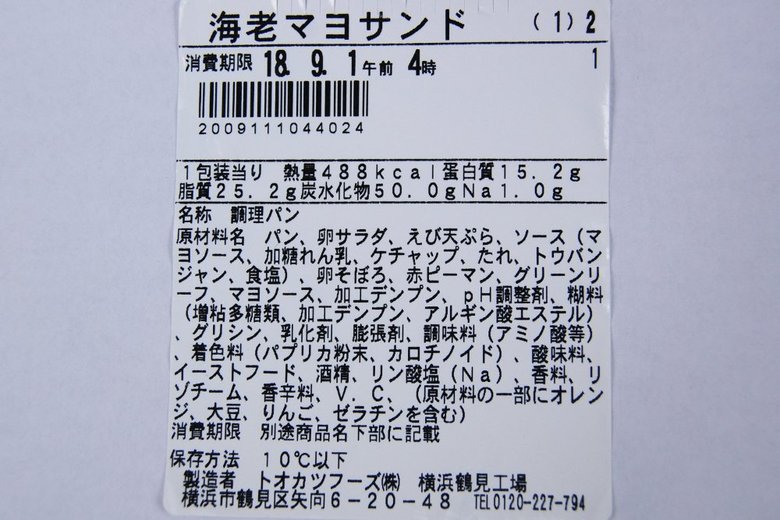 海老マヨサンド (1) 2
消費期限 18. 9. 1 午前 4時 1
2009111044024
1包装当り 熱量488kcal蛋白質15.2g
脂質25.2g炭水化物50.0gNa1.0g
名称 調理パン
原材料名 パン、卵サラダ、えび天ぷら、ソース(マ
ヨソース、加糖れん乳、ケチャップ、たれ、トウバン
ジャン、食塩)、卵そぼろ、赤ピーマン、グリーンリ
ーフ、マヨソース、加工デンプン、pH調整剤、糊料
(増粘多糖類、加工デンプン、アルギン酸エステル)
、グリシン、乳化剤、膨張剤、調味料(アミノ酸等)
、着色料(パプリカ粉末、カロチノイド)、酸味料、
イーストフード、酒精、リン酸塩(Na)、香料、リ
ゾチーム、香辛料、V.C、(原材料の一部にオレン
ジ、大豆、りんご、ゼラチンを含む)
消費期限 別途商品名下部に記載
保存方法 10℃以下
製造者 トオカツフーズ㈱ 横浜鶴見工場
横浜市鶴見区矢向6-20-48 TEL0120-227-794